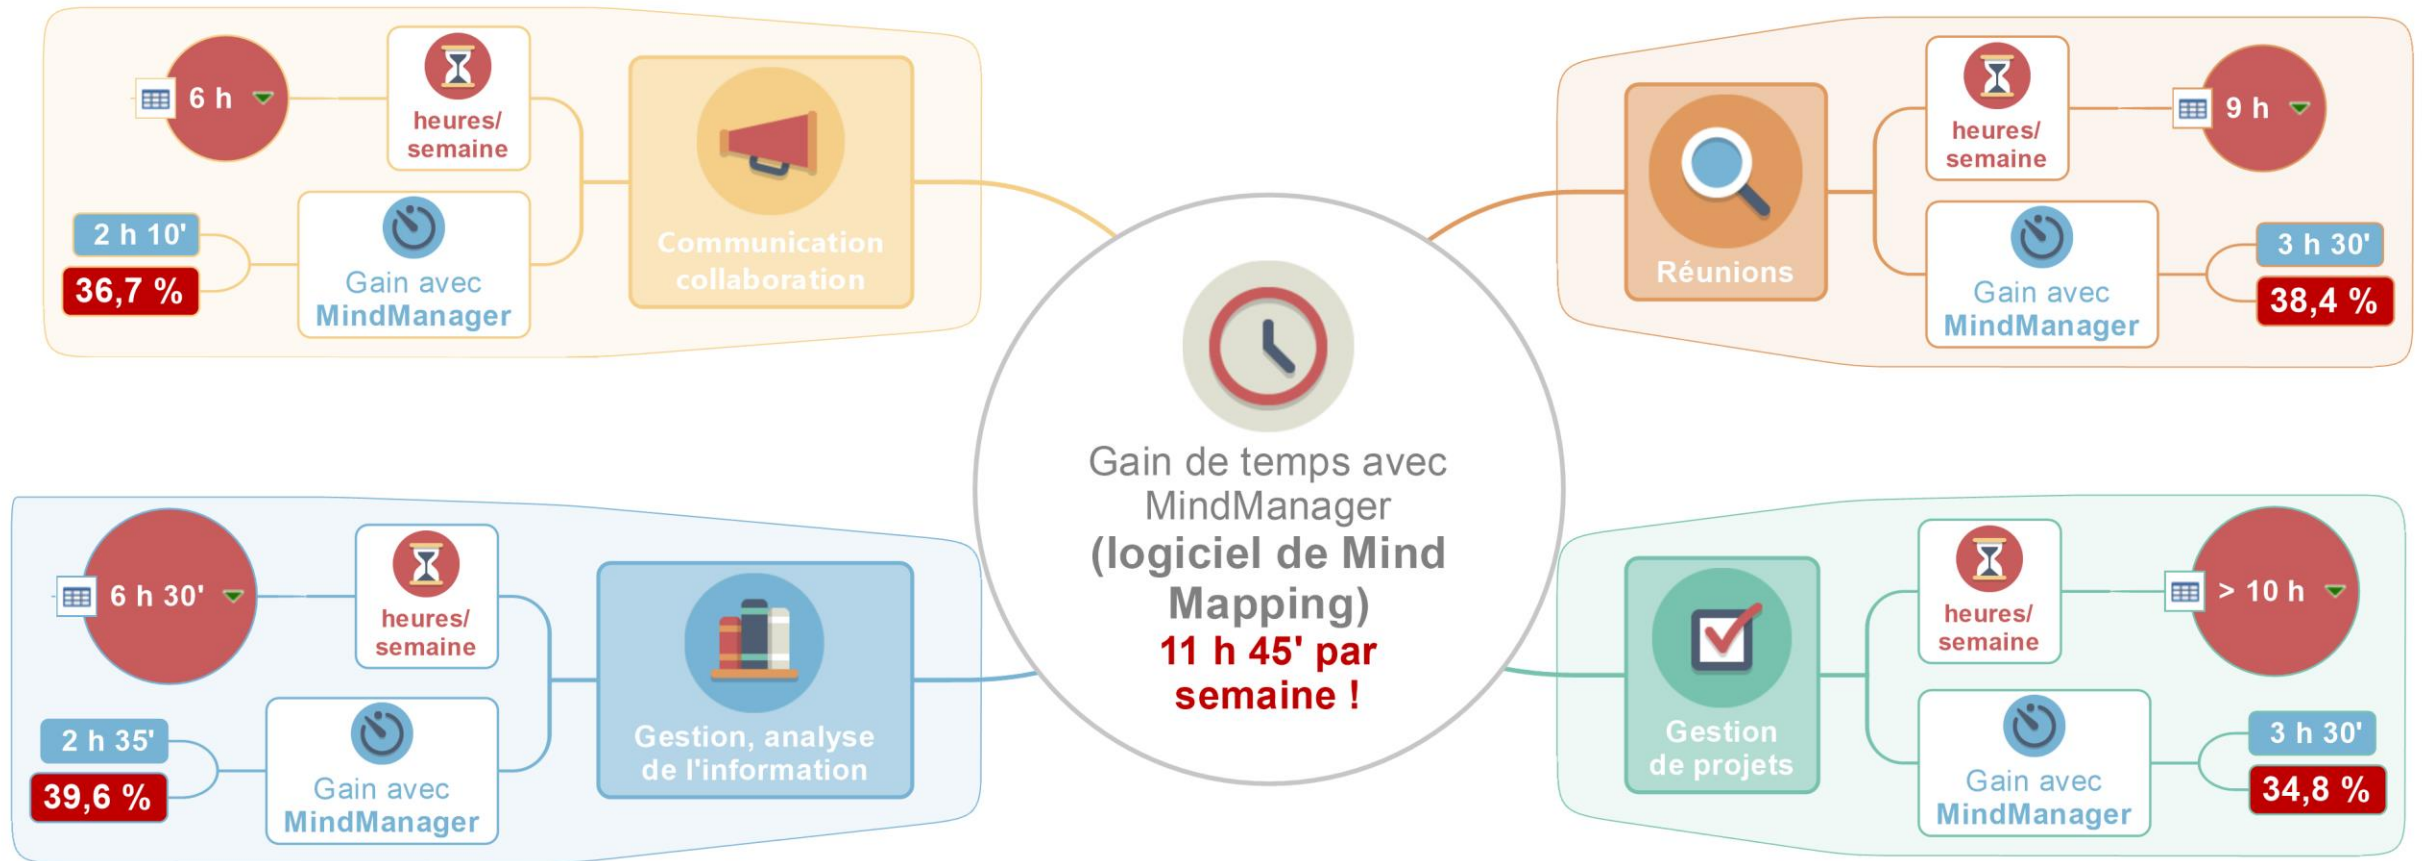 6 h
heures/
semaine
2 h 10'
36,7 %
Gain avec
MindManager
Communication
collaboration
Réunions
heures/
semaine
9 h
Gain avec
MindManager
3 h 30'
38,4 %
Gain de temps avec
MindManager
(logiciel de Mind
Mapping)
11 h 45' par
semaine !
6 h 30'
heures/
semaine
2 h 35'
39,6 %
Gain avec
MindManager
Gestion, analyse
de l'information
Gestion
de projets
heures/
semaine
> 10 h
Gain avec
MindManager
3 h 30'
34,8 %